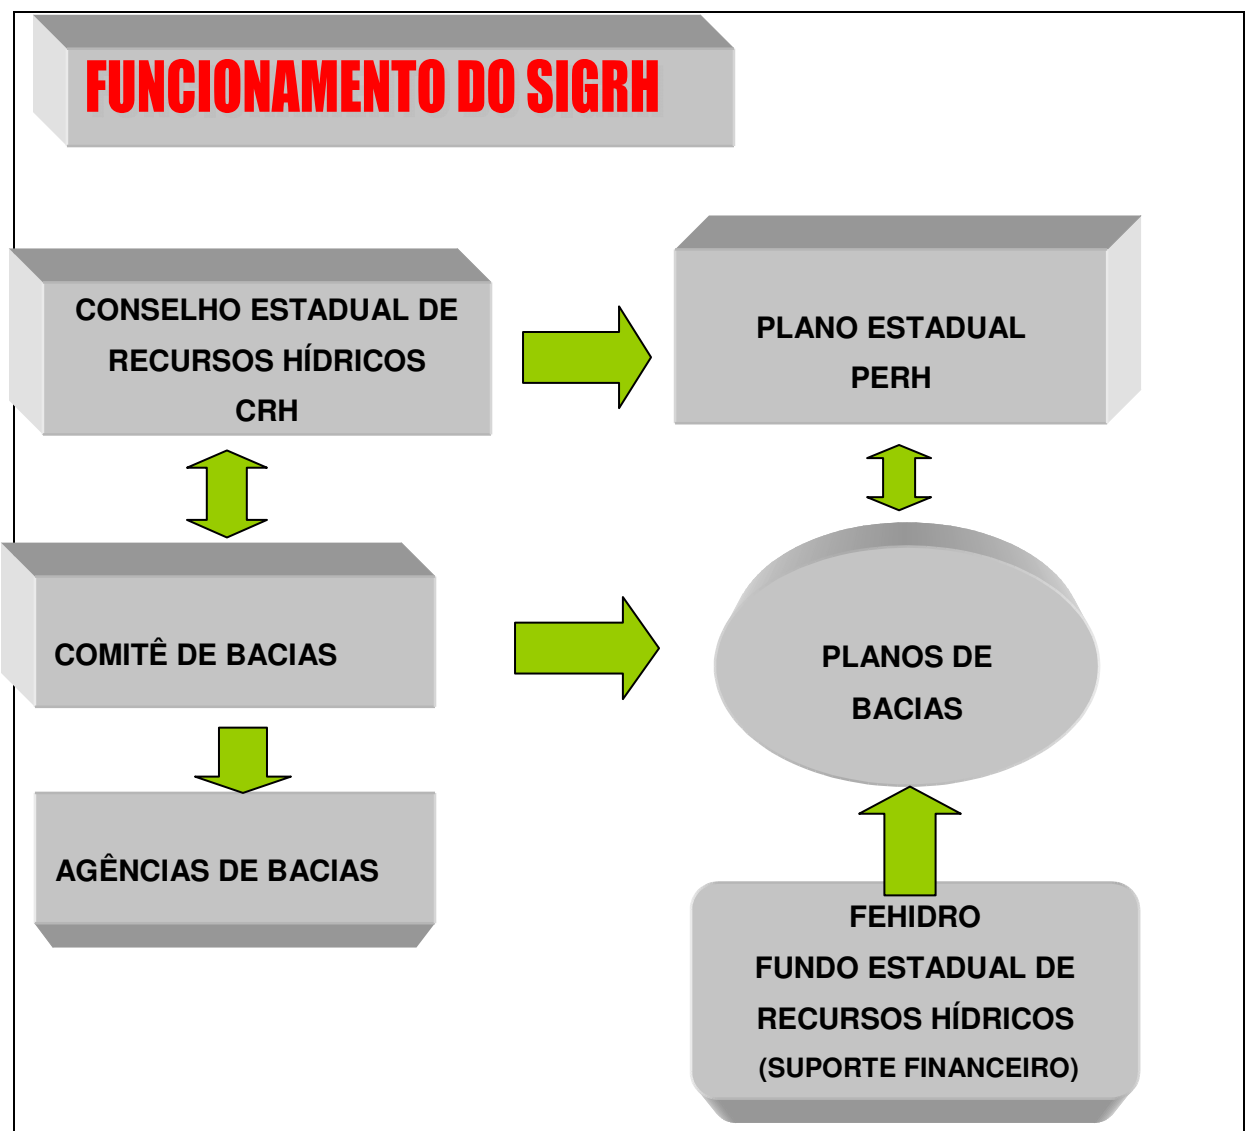 FUNCIONAMENTO DO SIGRH
CONSELHO ESTADUAL DE
RECURSOS HÍDRICOS
CRH
PLANO ESTADUAL
PERH
COMITÊ DE BACIAS
PLANOS DE
BACIAS
AGÊNCIAS DE BACIAS
FEHIDRO
FUNDO ESTADUAL DE
RECURSOS HÍDRICOS
(SUPORTE FINANCEIRO)